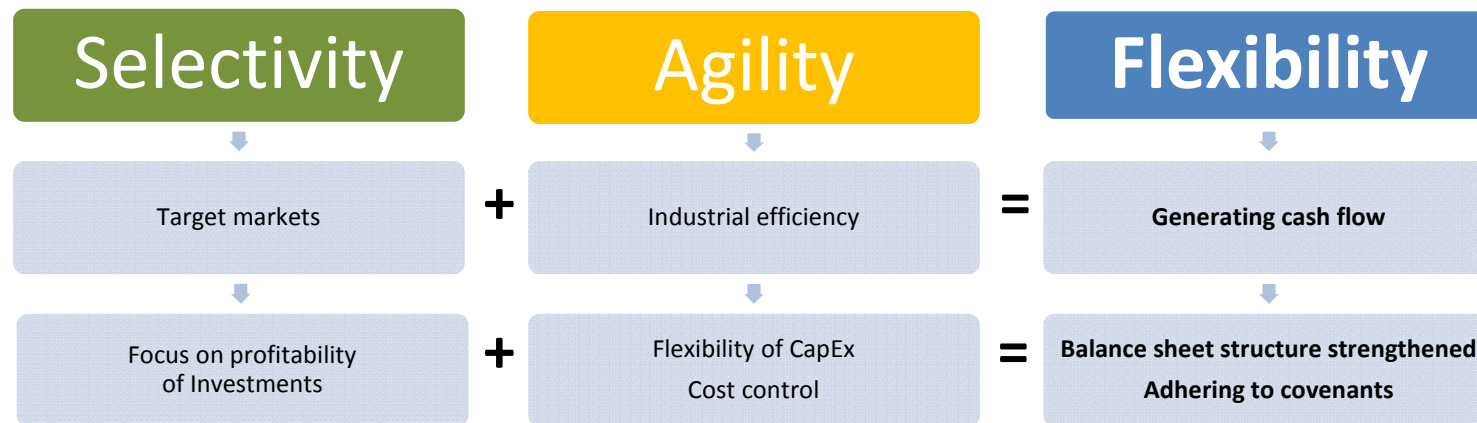 Selectivity
Agility
Flexibility
Target markets
+
Industrial efficiency
=
Generating cash flow
Focus on profitability
of Investments
+
Flexibility of CapEx
Cost control
=
Balance sheet structure strengthened
Adhering to covenants